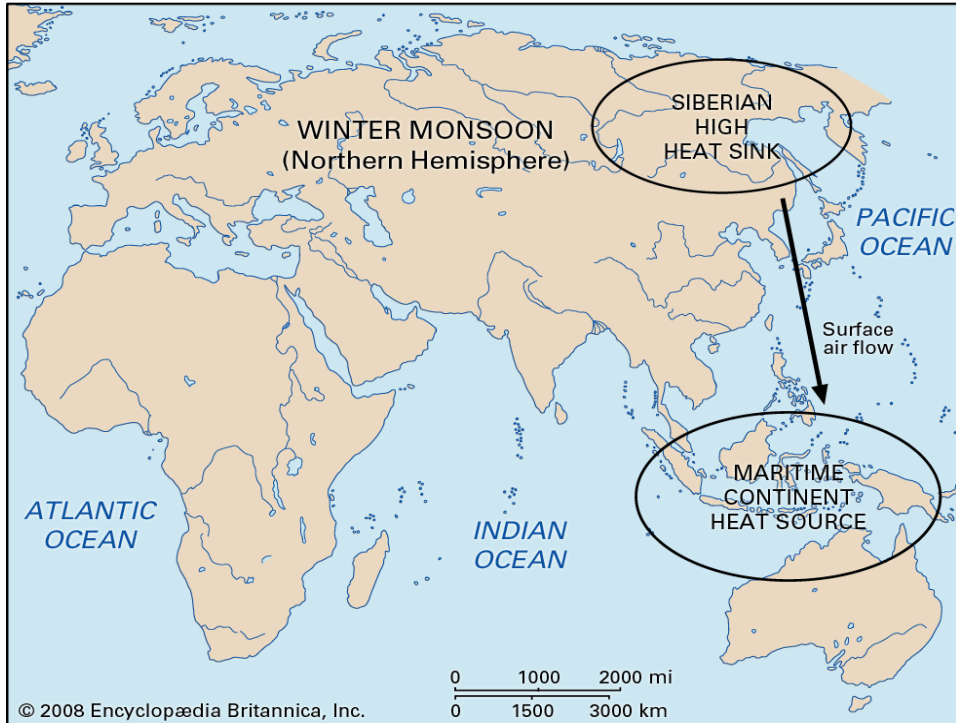 WINTER MONSOON
(Northern Hemisphere)
SIBERIAN
HIGH
HEAT SINK
PACIFIC
OCEAN
Surface
air flow
MARITIME
CONTINENT
HEAT SOURCE
ATLANTIC
OCEAN
INDIAN
OCEAN
0 1000 2000 mi
0 1500 3000 km
© 2008 Encyclopædia Britannica, Inc.